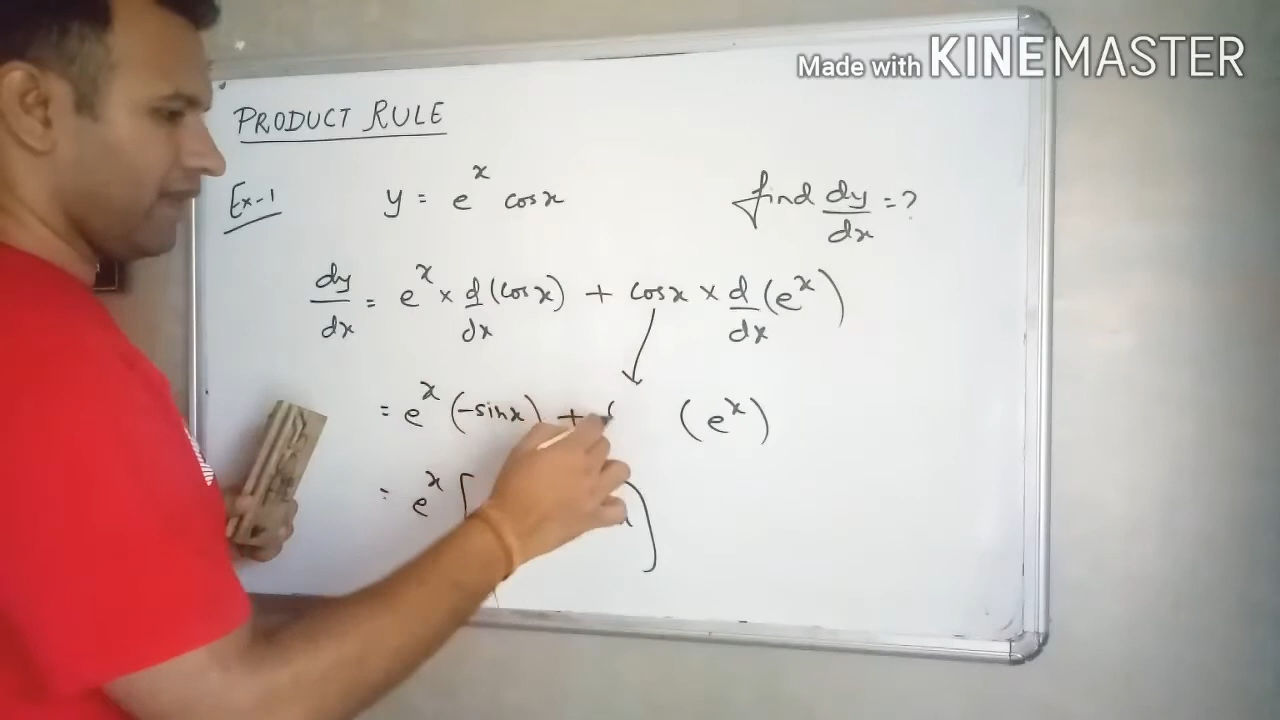 Made with KINEMASTER
PRODUCT RULE
Ex-1 y = e^x cosx find dy/dx = ?
dy/dx = e^x × d/dx (cosx) + cosx × d/dx (e^x)
= e^x (-sinx) + ( (e^x)
= e^x [ ]